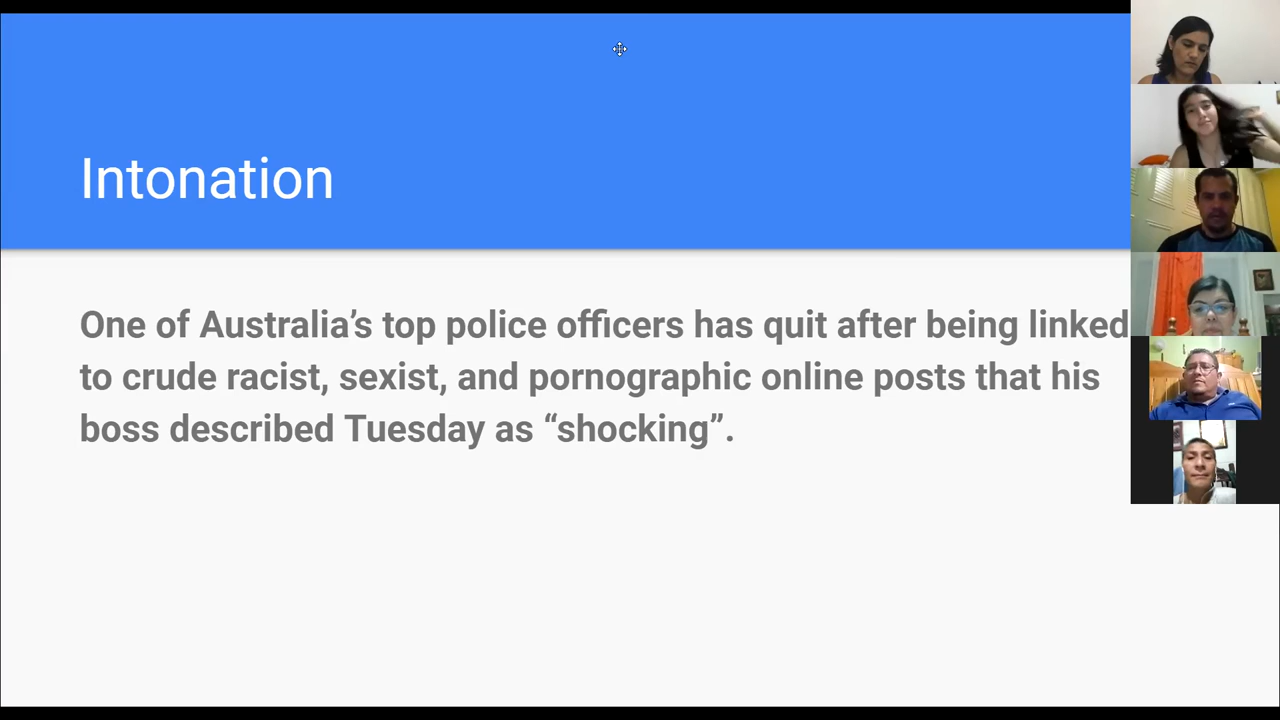 Intonation
One of Australia’s top police officers has quit after being linked
to crude racist, sexist, and pornographic online posts that his
boss described Tuesday as “shocking”.